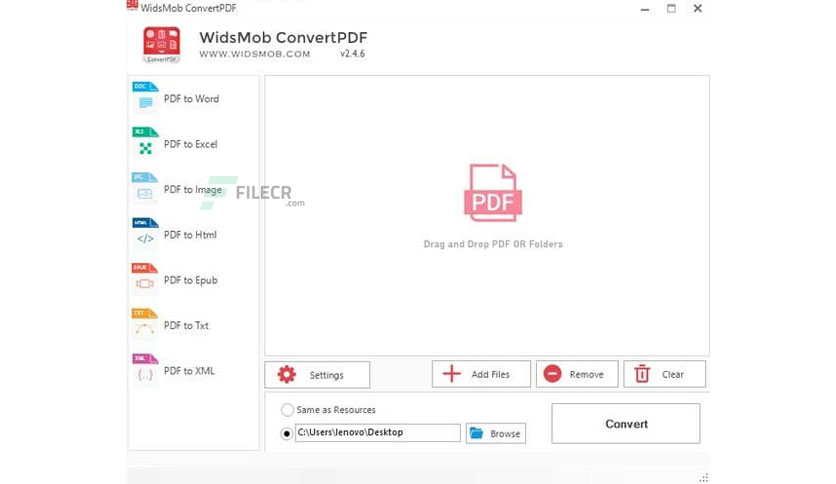 WidsMob ConvertPDF
WidsMob ConvertPDF
WWW.WIDSMOB.COM v2.4.6
ConvertPDF
DOC
PDF to Word
XLS
PDF to Excel
JPG
PDF to Image
FILECR
.com
HTML
PDF to Html
</>
EPUB
PDF to Epub
TXT
PDF to Txt
XML
PDF to XML
{..}
PDF
Drag and Drop PDF OR Folders
Settings
Add Files
Remove
Clear
Same as Resources
C:\Users\lenovo\Desktop
Browse
Convert